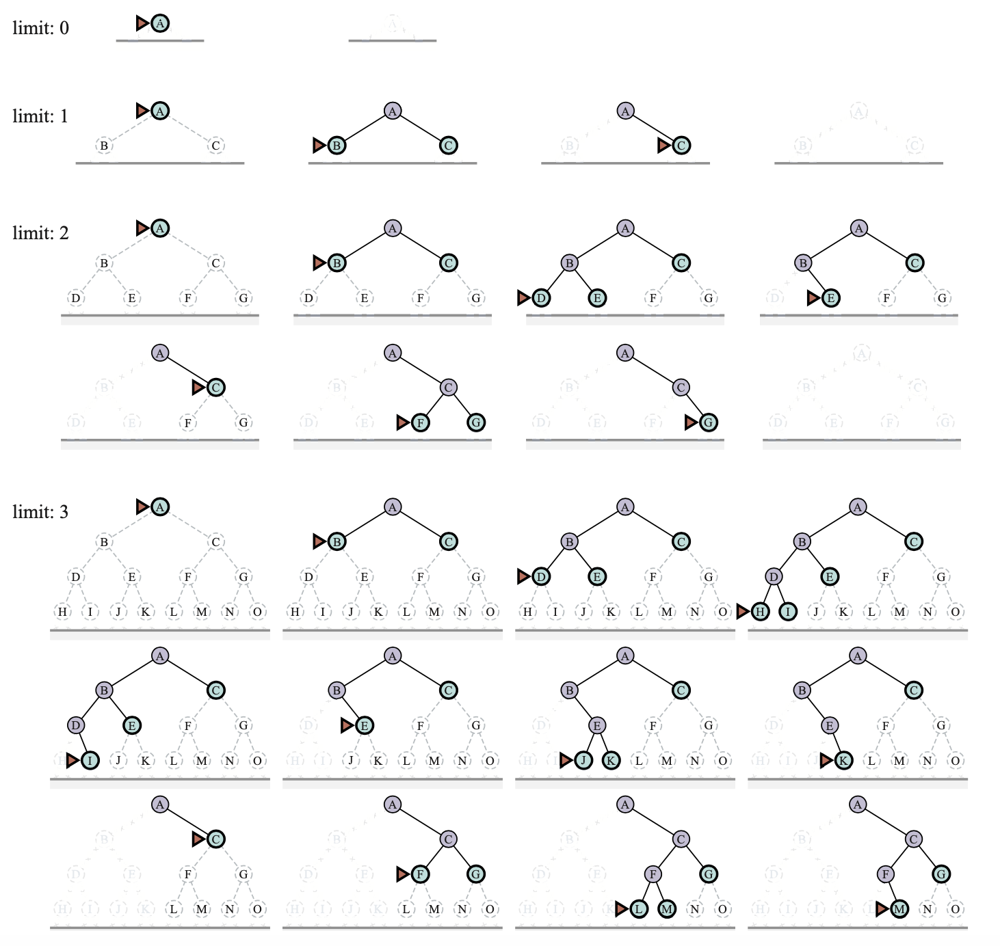 limit: 0 A A
limit: 1 A A A A
B C B C B C B C
limit: 2 A A A A
B C B C B C B C
D E F G D E F G D E F G D E F G
A A A A
B C B C B C B C
D E F G D E F G D E F G D E F G
limit: 3 A A A A
B C B C B C B C
D E F G D E F G D E F G D E F G
H I J K L M N O H I J K L M N O H I J K L M N O H I J K L M N O
A A A A
B C B C B C B C
D E F G D E F G D E F G D E F G
H I J K L M N O H I J K L M N O H I J K L M N O H I K L M N O
A A A A
B C B C B C B C
D E F G D E F G D E F G D E F G
H I J K L M N O H I J K L M N O H I J K L M N O H I J K L M N O